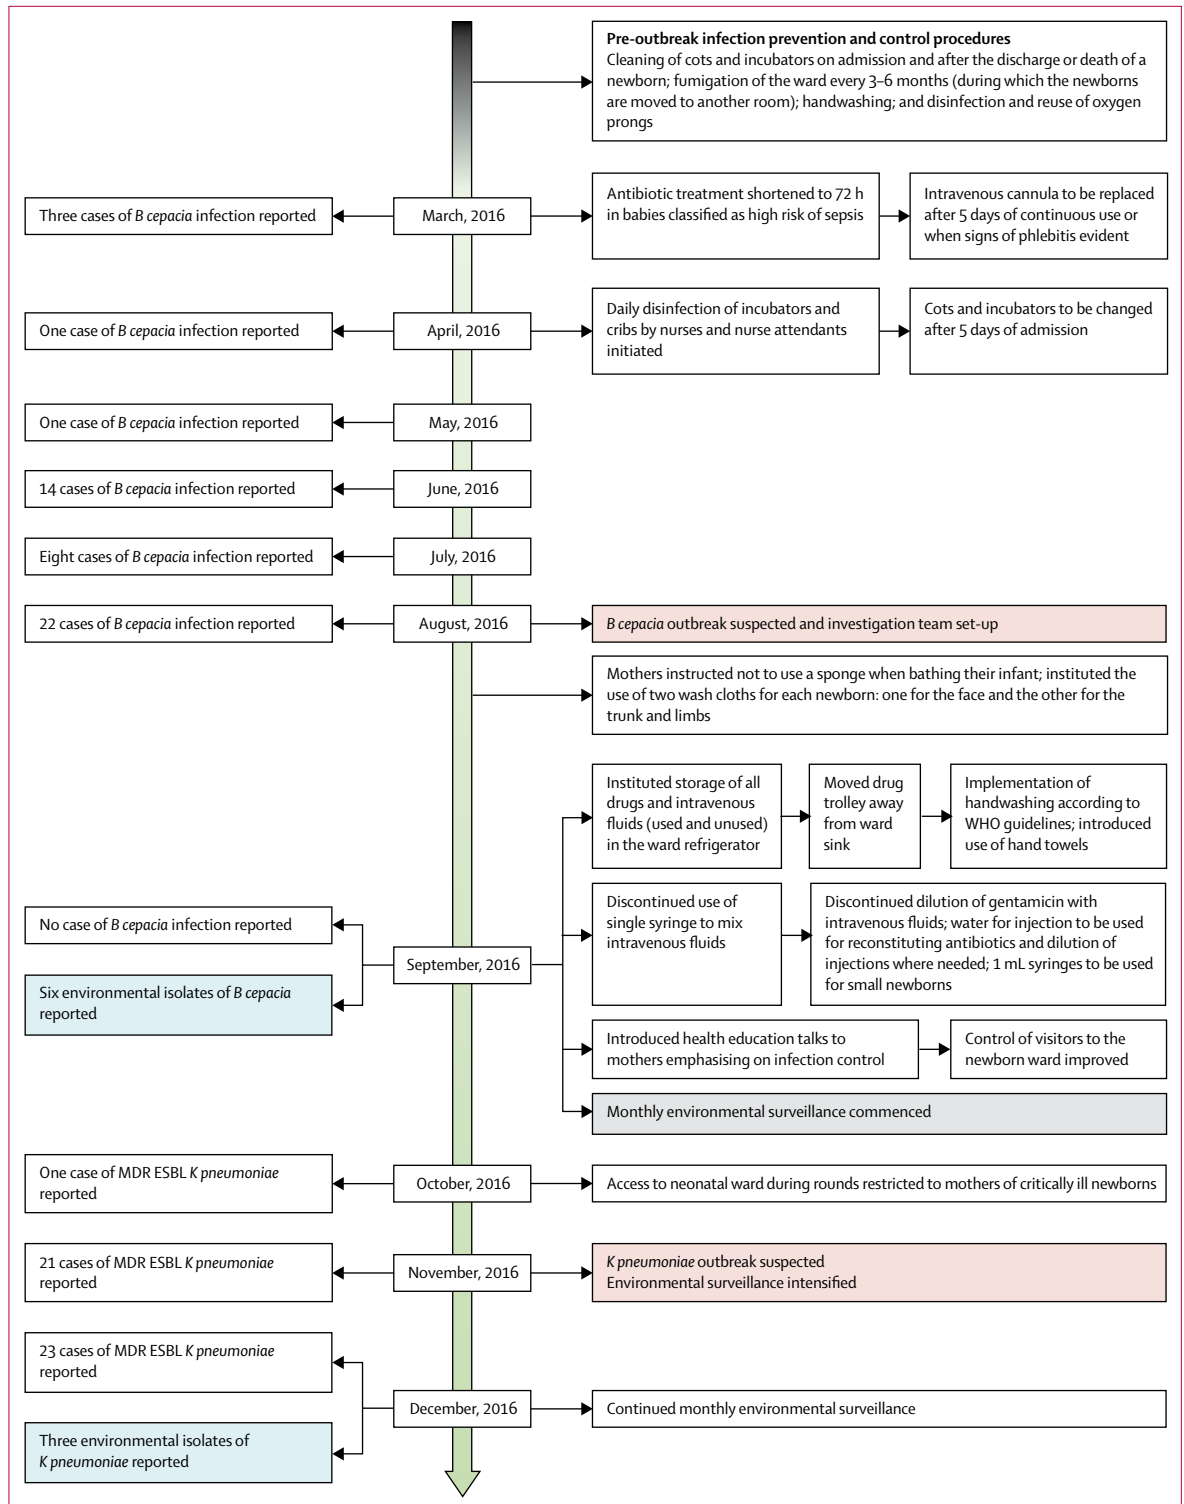 Pre-outbreak infection prevention and control procedures
Cleaning of cots and incubators on admission and after the discharge or death of a
newborn; fumigation of the ward every 3–6 months (during which the newborns
are moved to another room); handwashing; and disinfection and reuse of oxygen
prongs
Three cases of B cepacia infection reported
March, 2016
Antibiotic treatment shortened to 72 h
in babies classified as high risk of sepsis
Intravenous cannula to be replaced
after 5 days of continuous use or
when signs of phlebitis evident
One case of B cepacia infection reported
April, 2016
Daily disinfection of incubators and
cribs by nurses and nurse attendants
initiated
Cots and incubators to be changed
after 5 days of admission
One case of B cepacia infection reported
May, 2016
14 cases of B cepacia infection reported
June, 2016
Eight cases of B cepacia infection reported
July, 2016
22 cases of B cepacia infection reported
August, 2016
B cepacia outbreak suspected and investigation team set-up
Mothers instructed not to use a sponge when bathing their infant; instituted the
use of two wash cloths for each newborn: one for the face and the other for the
trunk and limbs
Instituted storage of all
drugs and intravenous
fluids (used and unused)
in the ward refrigerator
Moved drug
trolley away
from ward
sink
Implementation of
handwashing according to
WHO guidelines; introduced
use of hand towels
No case of B cepacia infection reported
Six environmental isolates of B cepacia
reported
September, 2016
Discontinued use of
single syringe to mix
intravenous fluids
Discontinued dilution of gentamicin with
intravenous fluids; water for injection to be used
for reconstituting antibiotics and dilution of
injections where needed; 1 mL syringes to be used
for small newborns
Introduced health education talks to
mothers emphasising on infection control
Control of visitors to the
newborn ward improved
Monthly environmental surveillance commenced
One case of MDR ESBL K pneumoniae
reported
October, 2016
Access to neonatal ward during rounds restricted to mothers of critically ill newborns
21 cases of MDR ESBL K pneumoniae
reported
November, 2016
K pneumoniae outbreak suspected
Environmental surveillance intensified
23 cases of MDR ESBL K pneumoniae
reported
Three environmental isolates of
K pneumoniae reported
December, 2016
Continued monthly environmental surveillance